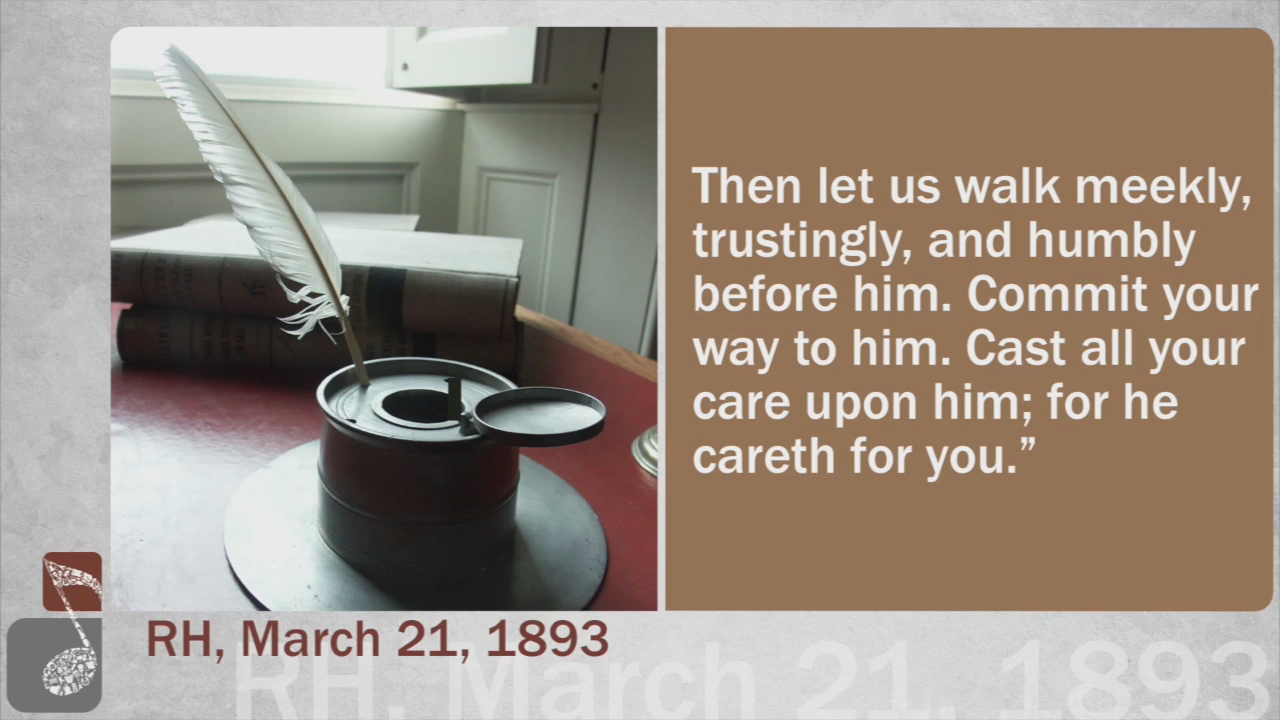 Then let us walk meekly,
trustingly, and humbly
before him. Commit your
way to him. Cast all your
care upon him; for he
careth for you.”
RH, March 21, 1893
RH, March 21, 1893